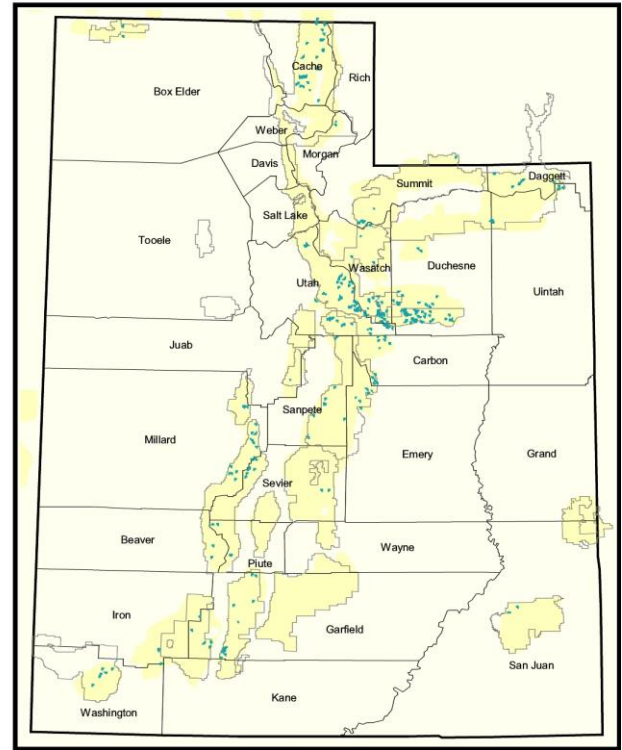 Cache
Rich
Box Elder
Weber
Morgan
Davis
Summit
Daggett
Salt Lake
Tooele
Wasatch
Duchesne
Utah
Uintah
Juab
Carbon
Sanpete
Millard
Emery
Grand
Sevier
Beaver
Wayne
Piute
Iron
Garfield
San Juan
Kane
Washington